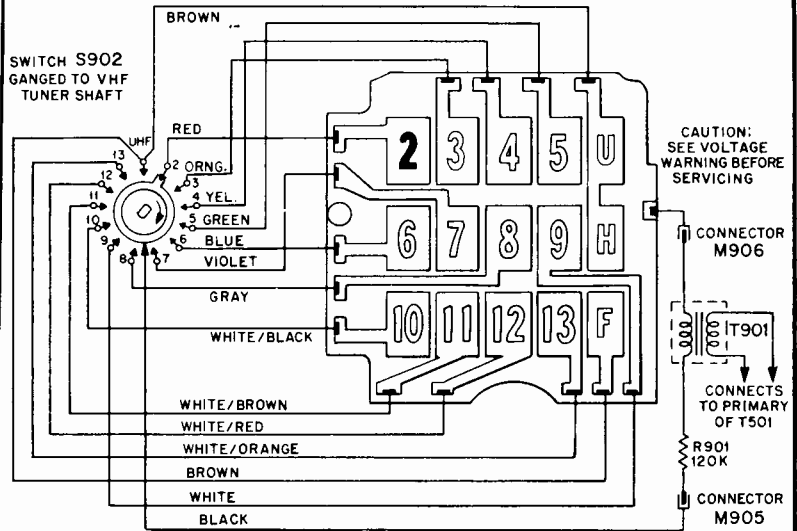 BROWN
SWITCH S902
GANGED TO VHF
TUNER SHAFT
UHF
13
12
11
10
9
8
7
6
5
4
3
2
RED
ORNG.
YEL.
GREEN
BLUE
VIOLET
GRAY
WHITE/BLACK
WHITE/BROWN
WHITE/RED
WHITE/ORANGE
BROWN
WHITE
BLACK
2 3 4 5 U
6 7 8 9 H
10 11 12 13 F
CAUTION:
SEE VOLTAGE
WARNING BEFORE
SERVICING
CONNECTOR
M906
T901
CONNECTS
TO PRIMARY
OF T501
R901
120K
CONNECTOR
M905